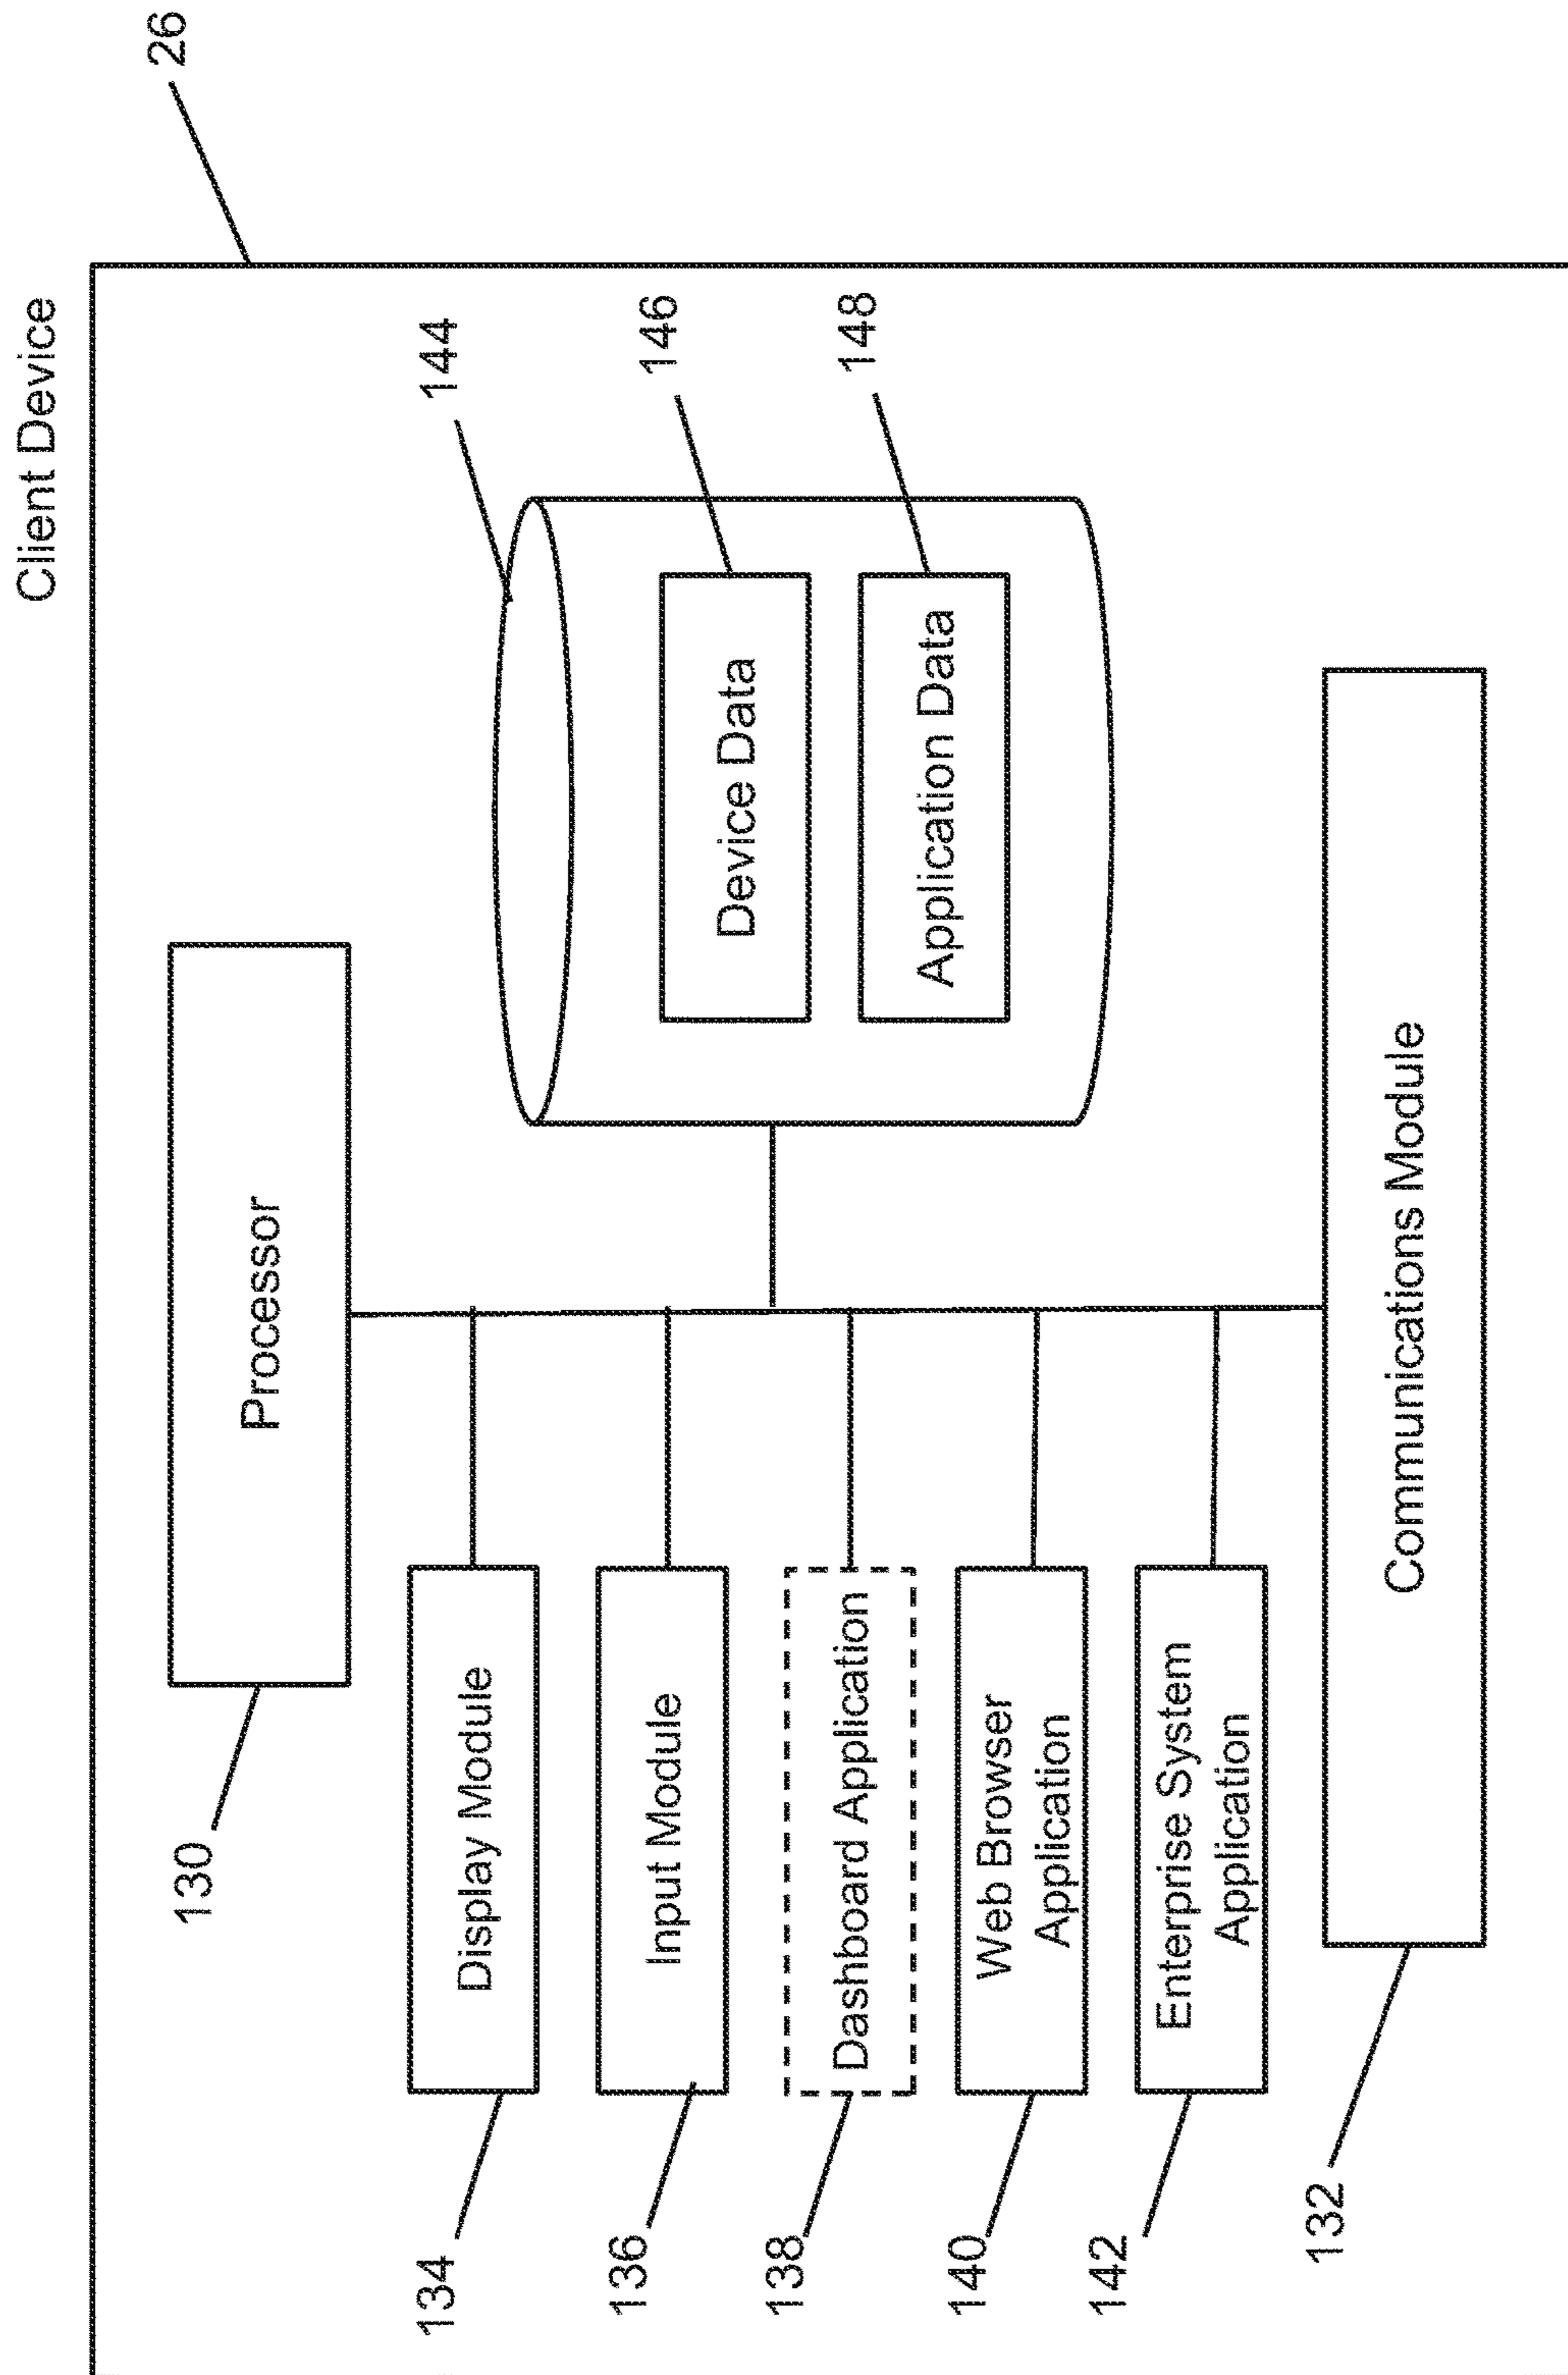 Client Device
26
Processor
130
144
Display Module
134
Input Module
136
Device Data
146
Dashboard Application
138
Application Data
148
Web Browser
Application
140
Enterprise System
Application
142
Communications Module
132